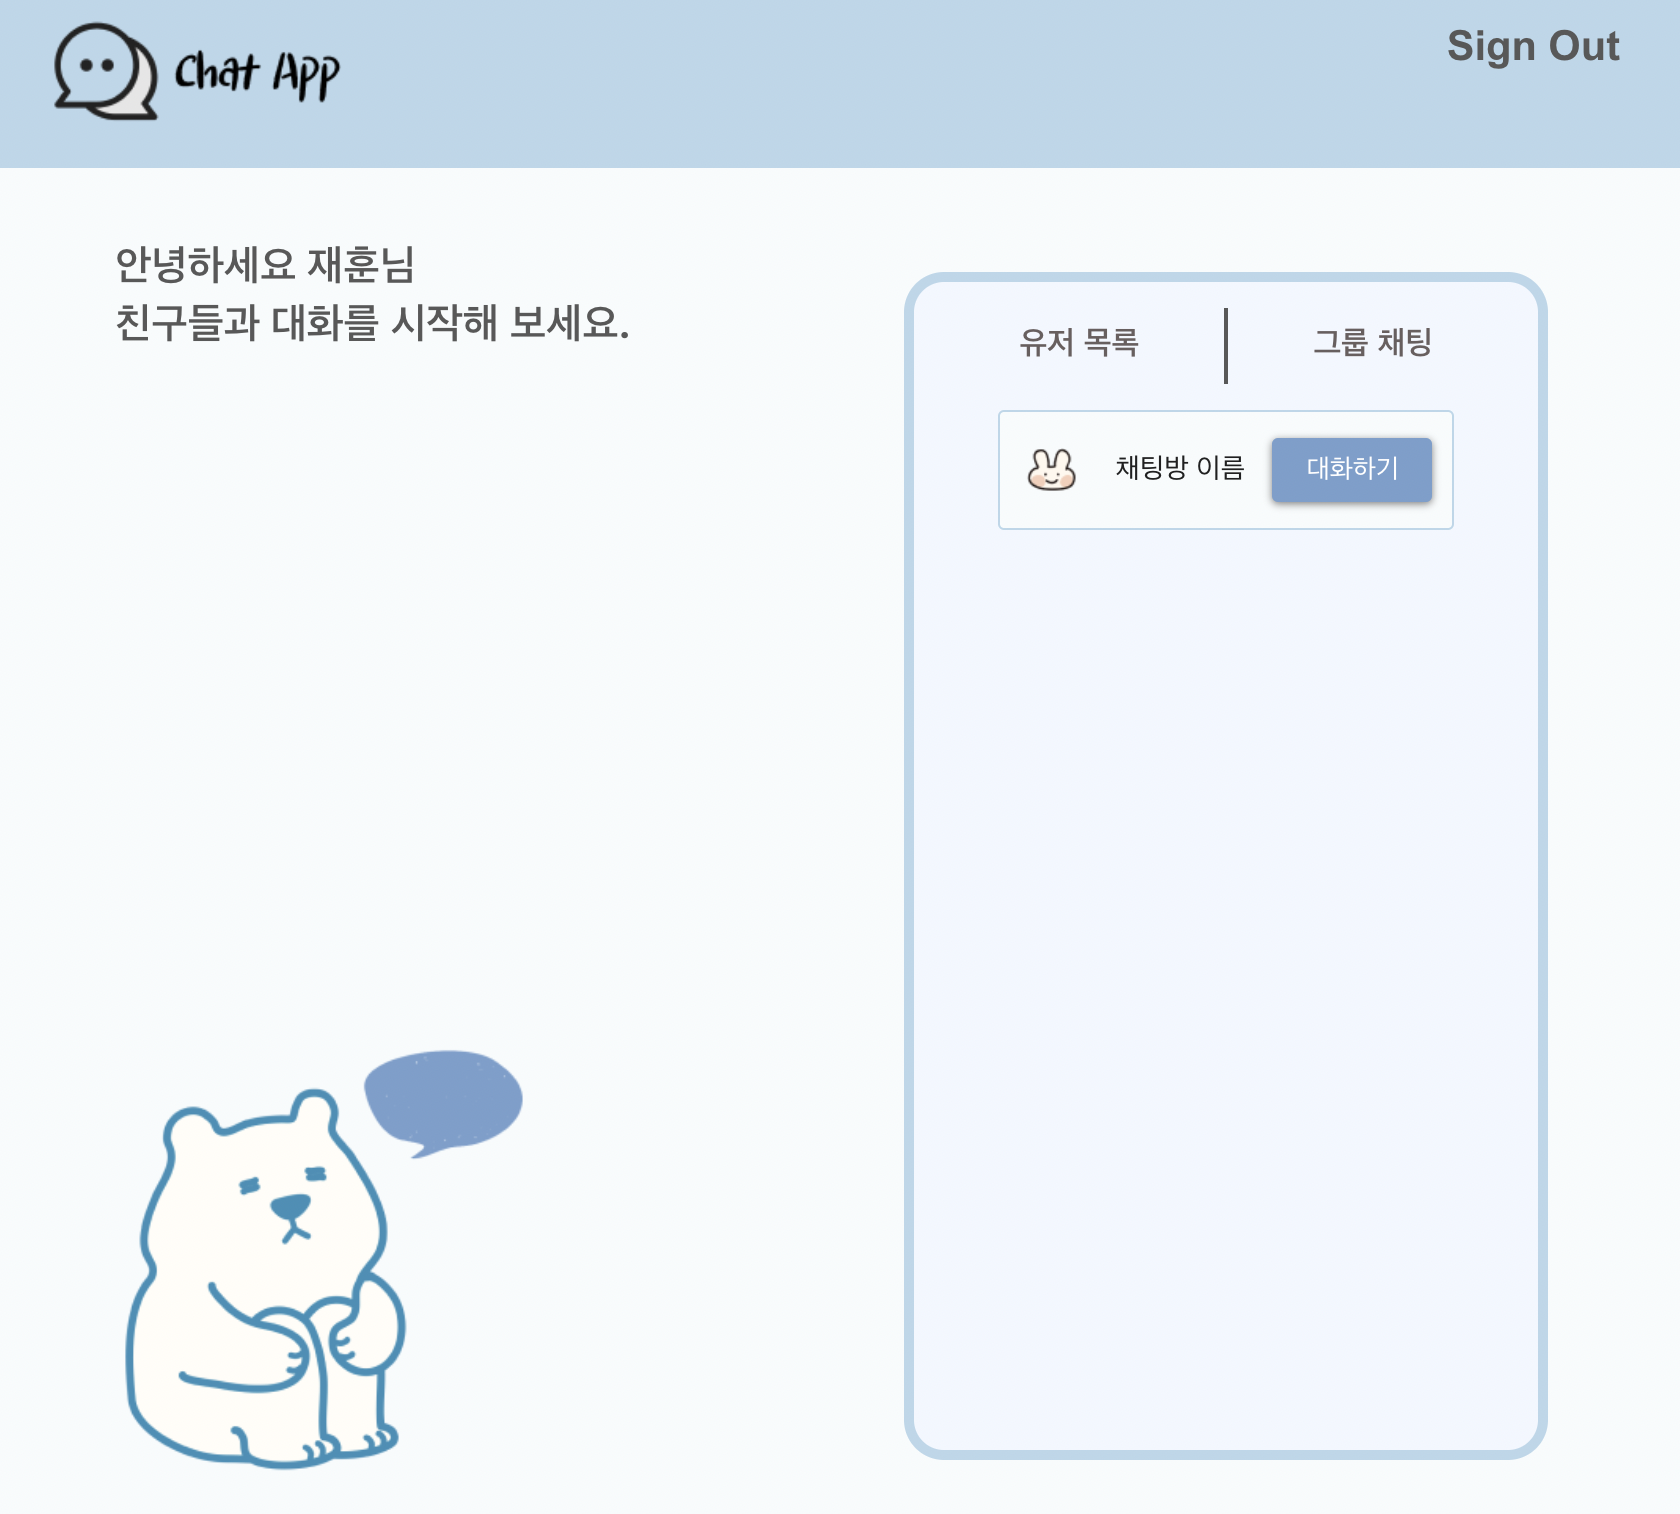 Chat App
Sign Out
안녕하세요 재훈님
친구들과 대화를 시작해 보세요.
유저 목록
그룹 채팅
채팅방 이름
대화하기